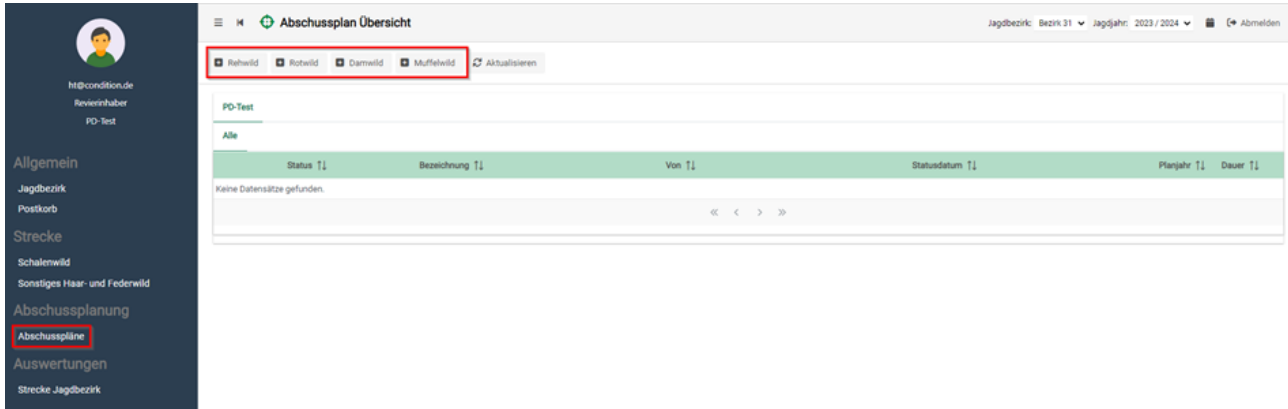 Abschussplan Übersicht
Jagdbezirk: Bezirk 31 Jagdjahr: 2023 / 2024 Abmelden
Rehwild Rotwild Damwild Muffelwild Aktualisieren
ht@condition.de
Revierinhaber
PD-Test
Allgemein
Jagdbezirk
Postkorb
Strecke
Schalenwild
Sonstiges Haar- und Federwild
Abschussplanung
Abschusspläne
Auswertungen
Strecke Jagdbezirk
PD-Test
Alle
Status Bezeichnung Von Statusdatum Planjahr Dauer
Keine Datensätze gefunden.